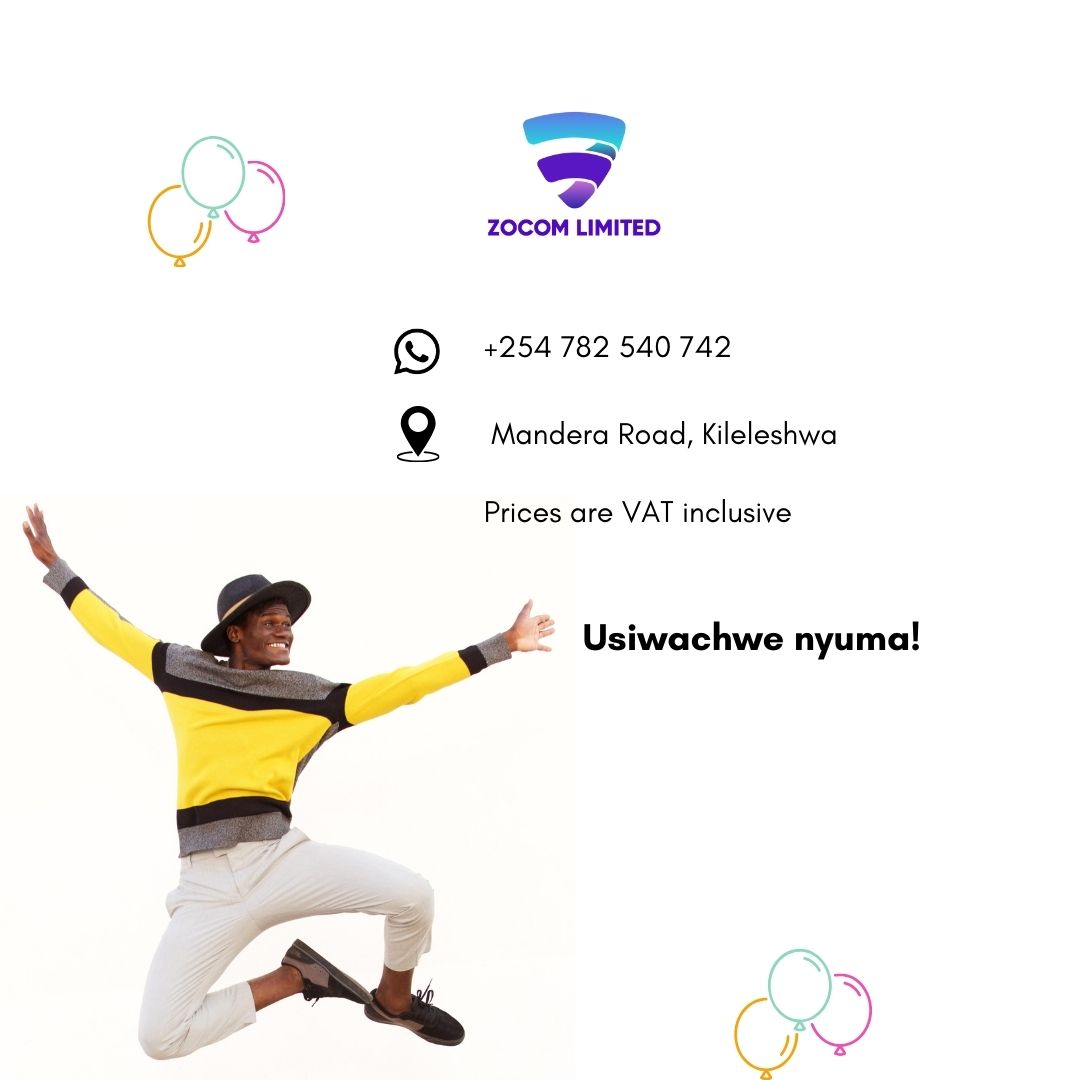 ZOCOM LIMITED
+254 782 540 742
Mandera Road, Kileleshwa
Prices are VAT inclusive
Usiwachwe nyuma!